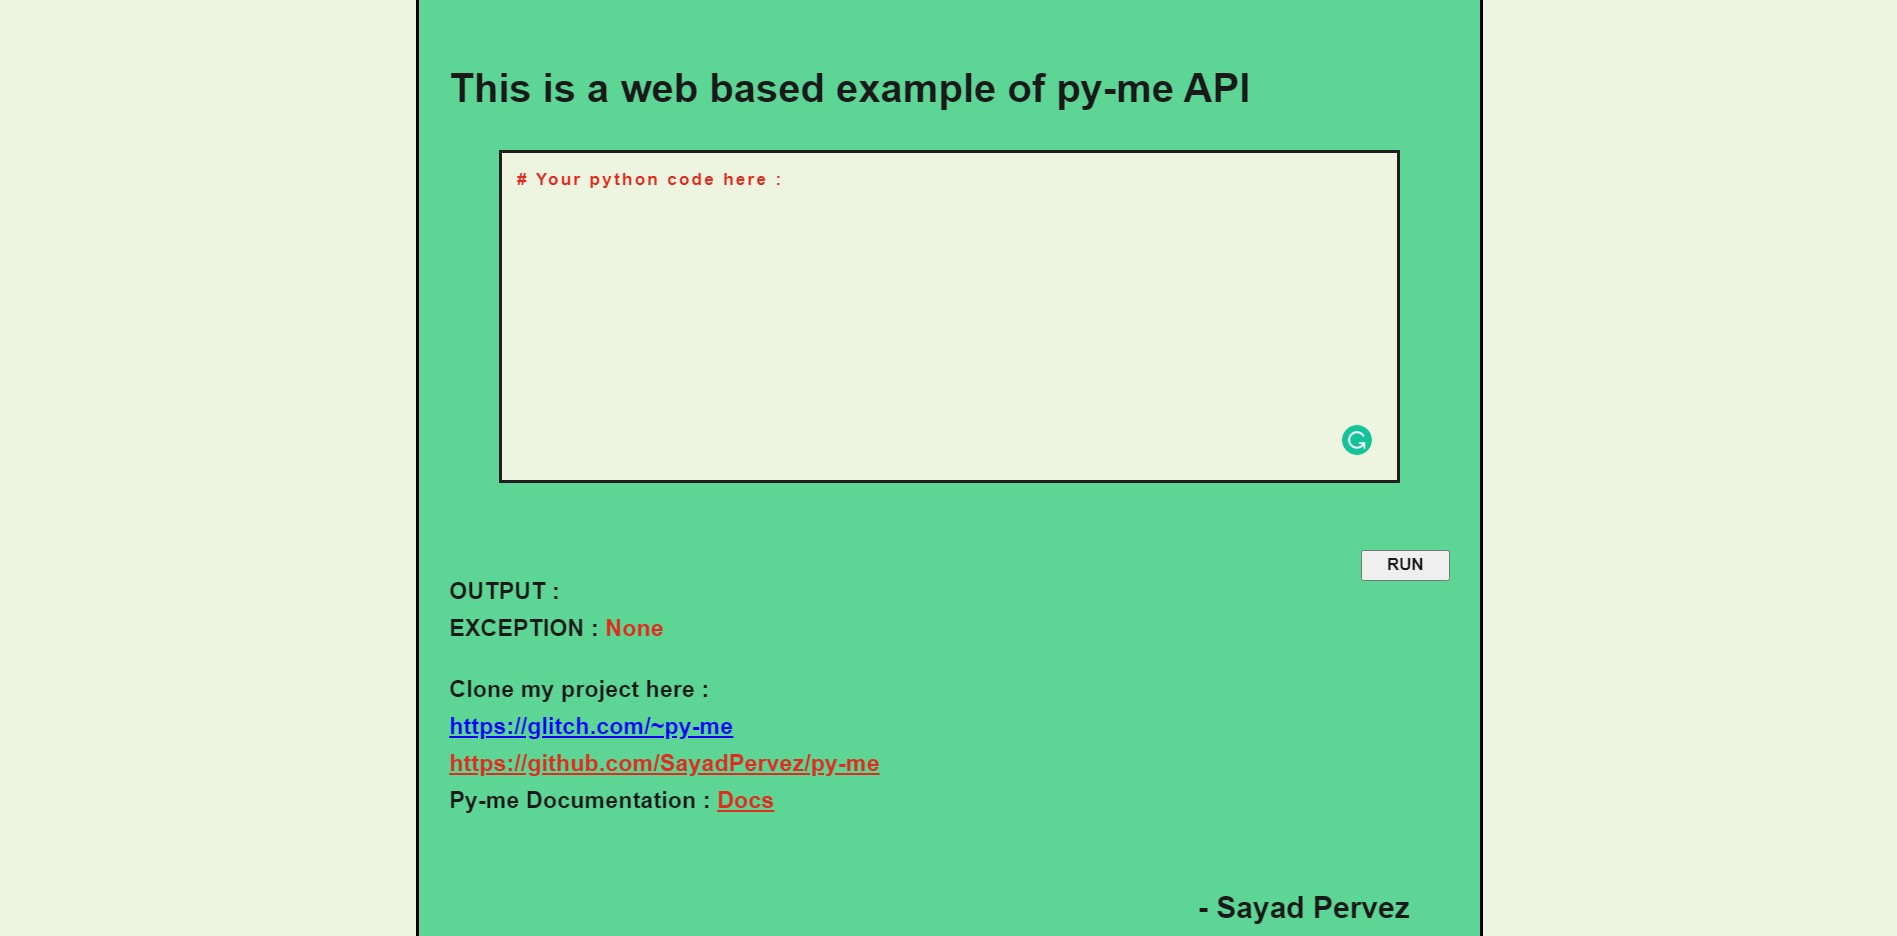 This is a web based example of py-me API
# Your python code here :
RUN
OUTPUT :
EXCEPTION : None
Clone my project here :
https://glitch.com/~py-me
https://github.com/SayadPervez/py-me
Py-me Documentation : Docs
- Sayad Pervez